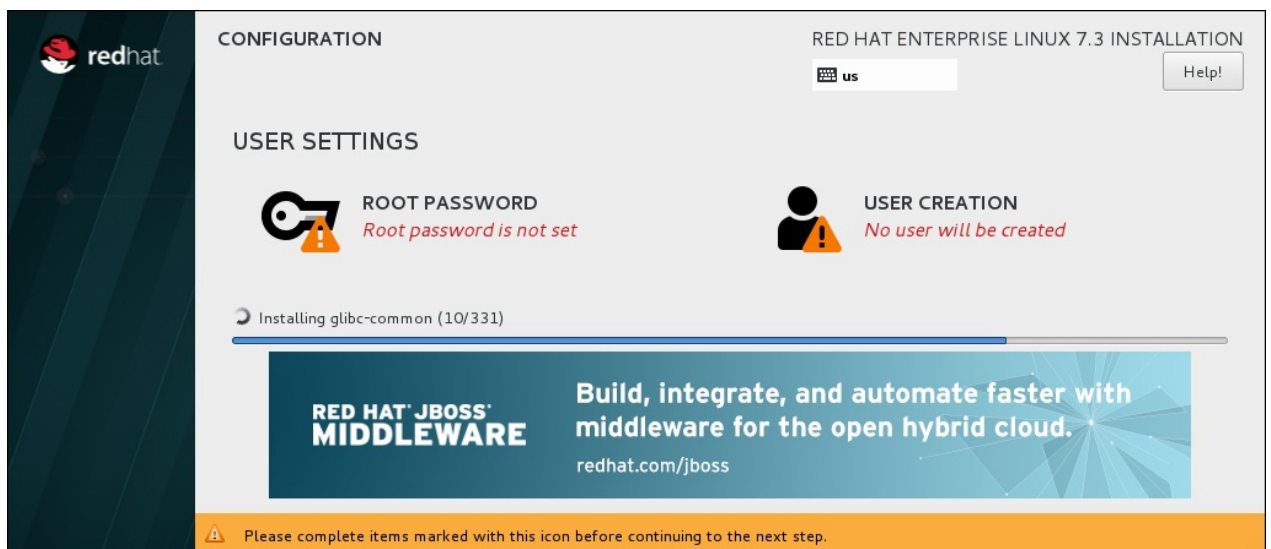 redhat.
CONFIGURATION
RED HAT ENTERPRISE LINUX 7.3 INSTALLATION
us
Help!
USER SETTINGS
ROOT PASSWORD
Root password is not set
USER CREATION
No user will be created
Installing glibc-common (10/331)
RED HAT® JBOSS®
MIDDLEWARE
Build, integrate, and automate faster with
middleware for the open hybrid cloud.
redhat.com/jboss
Please complete items marked with this icon before continuing to the next step.